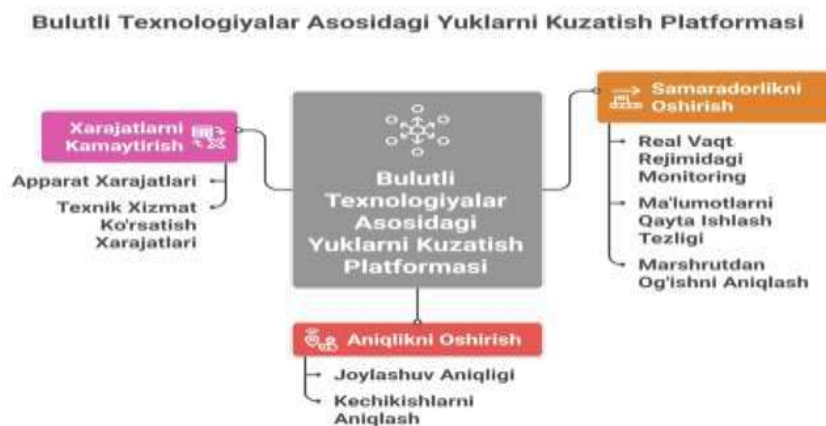 Bulutli Texnologiyalar Asosidagi Yuklarni Kuzatish Platformasi
Xarajatlarni
Kamaytirish
Apparat Xarajatlari
Texnik Xizmat
Ko'rsatish
Xarajatlari
Bulutli
Texnologiyalar
Asosidagi
Yuklarni Kuzatish
Platformasi
Samaradorlikni
Oshirish
Real Vaqt
Rejimidagi
Monitoring
Ma'lumotlarni
Qayta Ishlash
Tezligi
Marshrutdan
Og'ishni Aniqlash
Aniqlikni Oshirish
Joylashuv Aniqligi
Kechikishlarni
Aniqlash